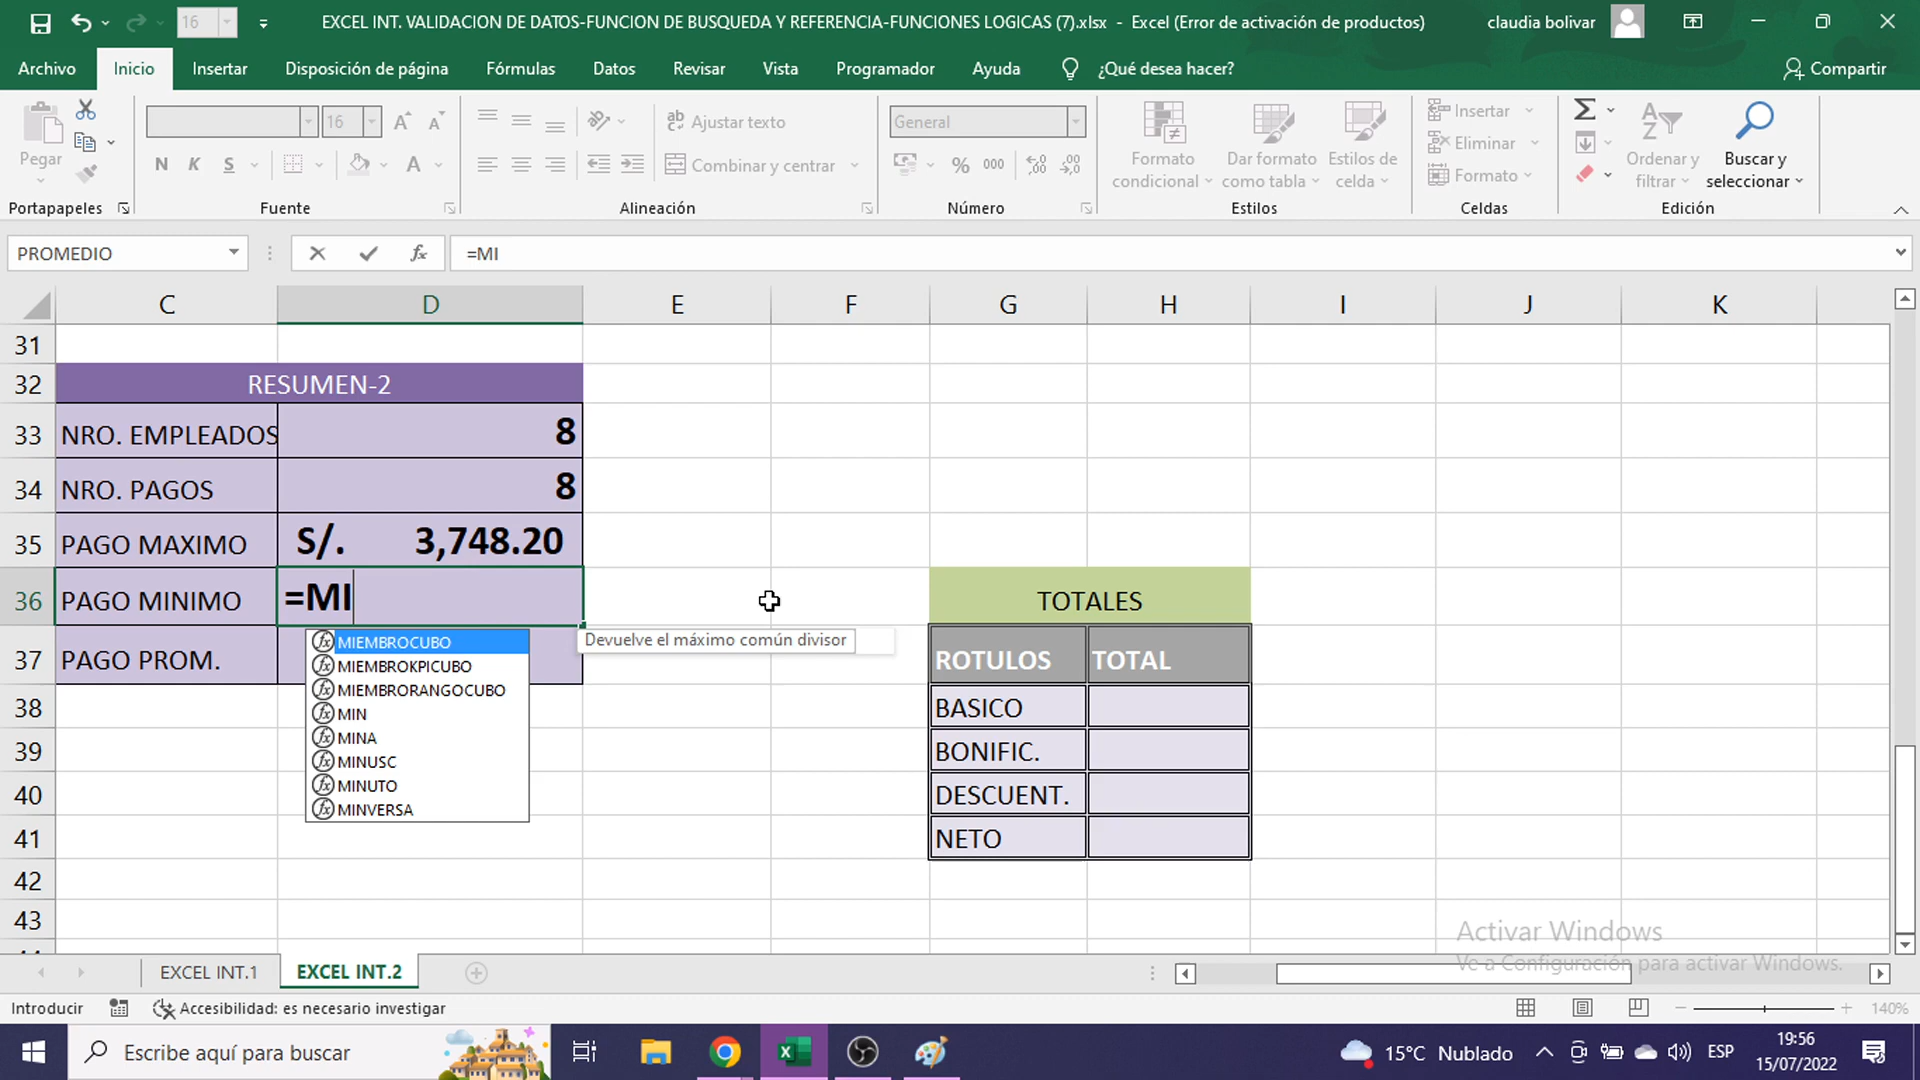 16
EXCEL INT. VALIDACION DE DATOS-FUNCION DE BUSQUEDA Y REFERENCIA-FUNCIONES LOGICAS (7).xlsx - Excel (Error de activación de productos)
claudia bolivar
Archivo Inicio Insertar Disposición de página Fórmulas Datos Revisar Vista Programador Ayuda ¿Qué desea hacer? Compartir
Pegar
16
Ajustar texto
General
N K S A
Combinar y centrar
% 000
Formato condicional
Dar formato como tabla
Estilos de celda
Insertar
Eliminar
Formato
Ordenar y filtrar
Buscar y seleccionar
Portapapeles Fuente Alineación Número Estilos Celdas Edición
PROMEDIO fx =MI
C D E F G H I J K
31
32 RESUMEN-2
33 NRO. EMPLEADOS 8
34 NRO. PAGOS 8
35 PAGO MAXIMO S/. 3,748.20
36 PAGO MINIMO =MI TOTALES
MIEMBROCUBO Devuelve el máximo común divisor
37 PAGO PROM. ROTULOS TOTAL
MIEMBROKPICUBO
MIEMBRORANGOCUBO
38 MIN BASICO
MINA
39 MINUSC BONIFIC.
40 MINUTO DESCUENT.
MINVERSA
41 NETO
42
43
Activar Windows
Ve a Configuración para activar Windows.
EXCEL INT.1 EXCEL INT.2
Introducir Accesibilidad: es necesario investigar 140%
Escribe aquí para buscar
15°C Nublado ESP
19:56
15/07/2022